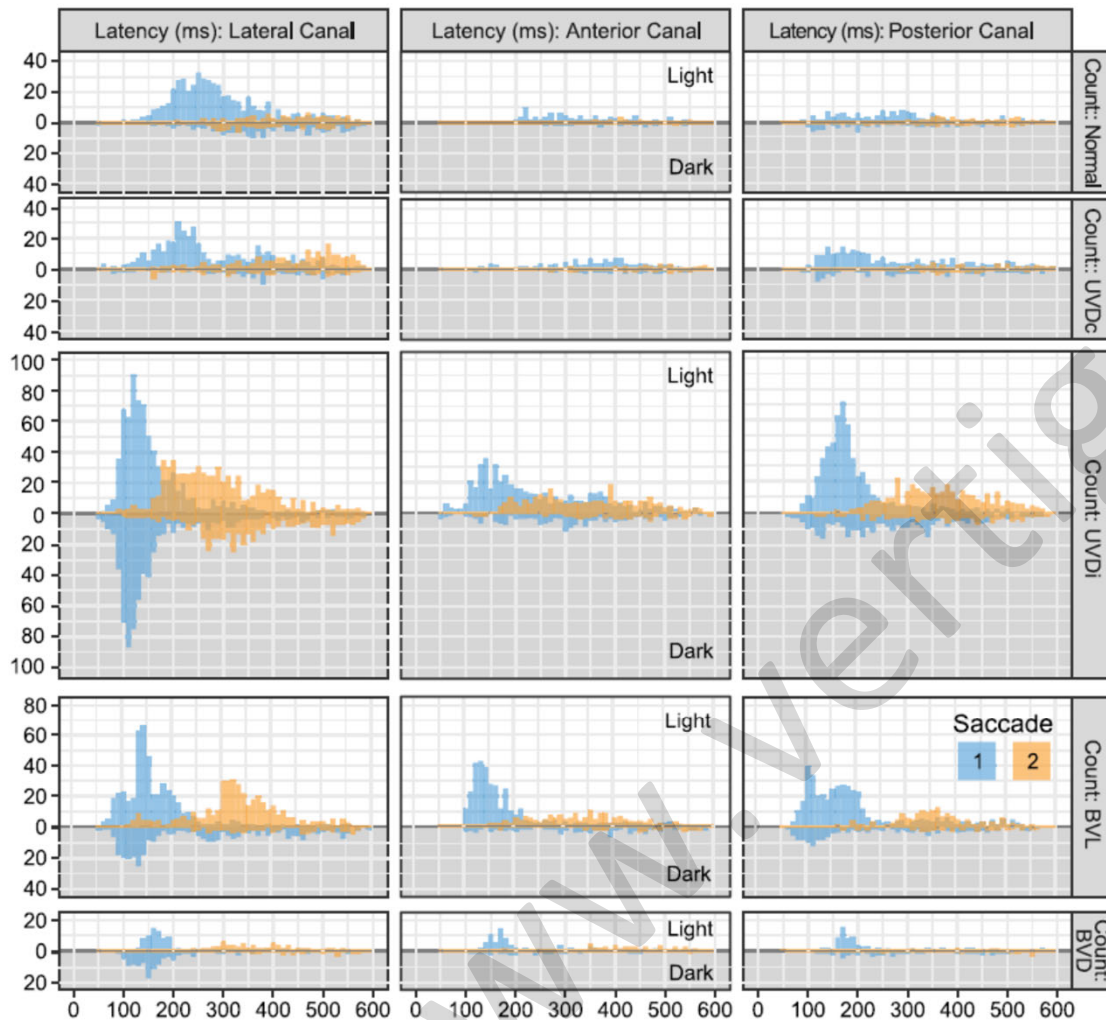 Latency (ms): Lateral Canal
Latency (ms): Anterior Canal
Latency (ms): Posterior Canal
40
20
0
20
40
Light
Dark
Count:: Normal
40
20
0
20
40
Count:: UVDc
100
80
60
40
20
0
20
40
60
80
100
Light
Dark
Count: UVDi
80
60
40
20
0
20
40
Light
Dark
Saccade
1 2
Count: BVL
20
0
20
Light
Dark
Count:
BVD
0 100 200 300 400 500 600
0 100 200 300 400 500 600
0 100 200 300 400 500 600
www.vertig